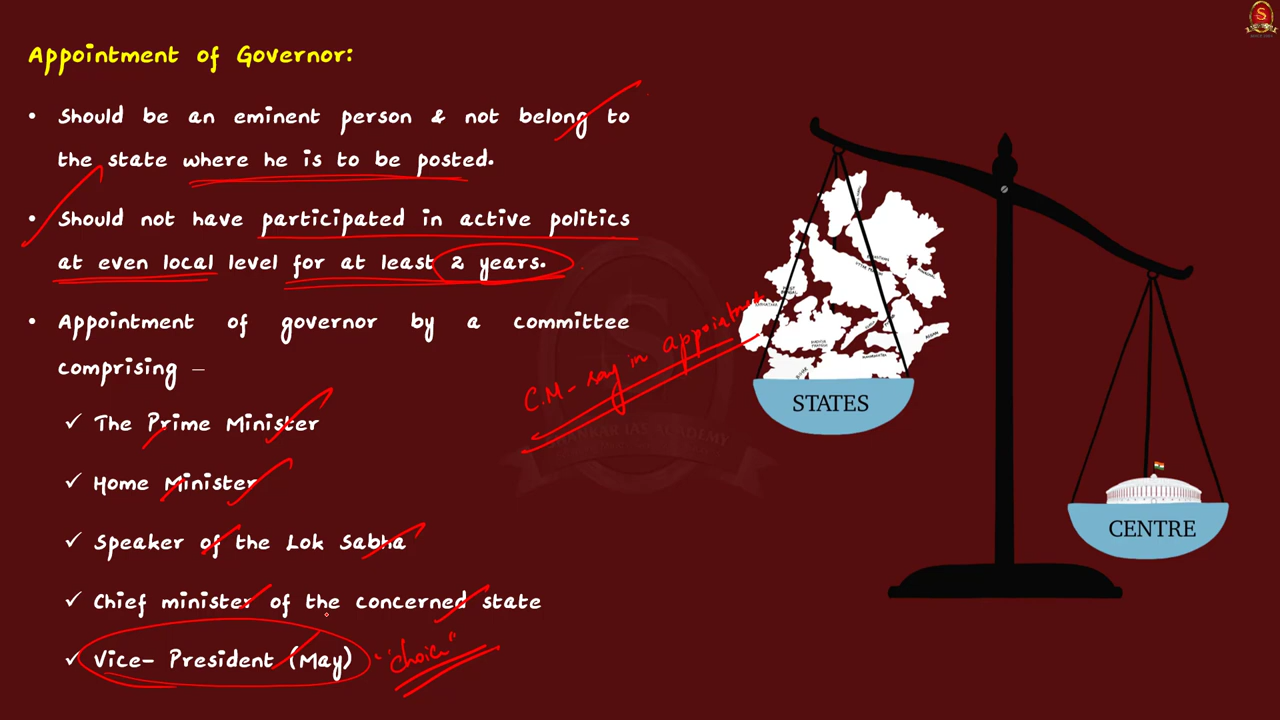 Appointment of Governor:
• Should be an eminent person & not belong to
the state where he is to be posted.
• Should not have participated in active politics
at even local level for at least 2 years.
• Appointment of governor by a committee
comprising –
✓ The Prime Minister
✓ Home Minister
✓ Speaker of the Lok Sabha
✓ Chief minister of the concerned state
✓ Vice- President (May)
"choice"
C.M - say in appointment
STATES
CENTRE
SHANKAR IAS ACADEMY
S